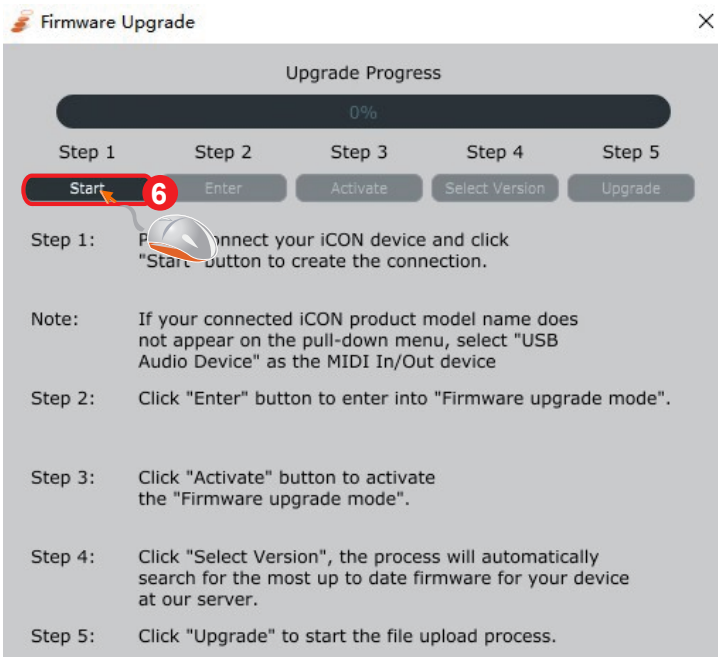 Firmware Upgrade
Upgrade Progress
0%
Step 1 Step 2 Step 3 Step 4 Step 5
Start 6 Enter Activate Select Version Upgrade
Step 1: connect your iCON device and click
"Start" button to create the connection.
Note: If your connected iCON product model name does
not appear on the pull-down menu, select "USB
Audio Device" as the MIDI In/Out device
Step 2: Click "Enter" button to enter into "Firmware upgrade mode".
Step 3: Click "Activate" button to activate
the "Firmware upgrade mode".
Step 4: Click "Select Version", the process will automatically
search for the most up to date firmware for your device
at our server.
Step 5: Click "Upgrade" to start the file upload process.